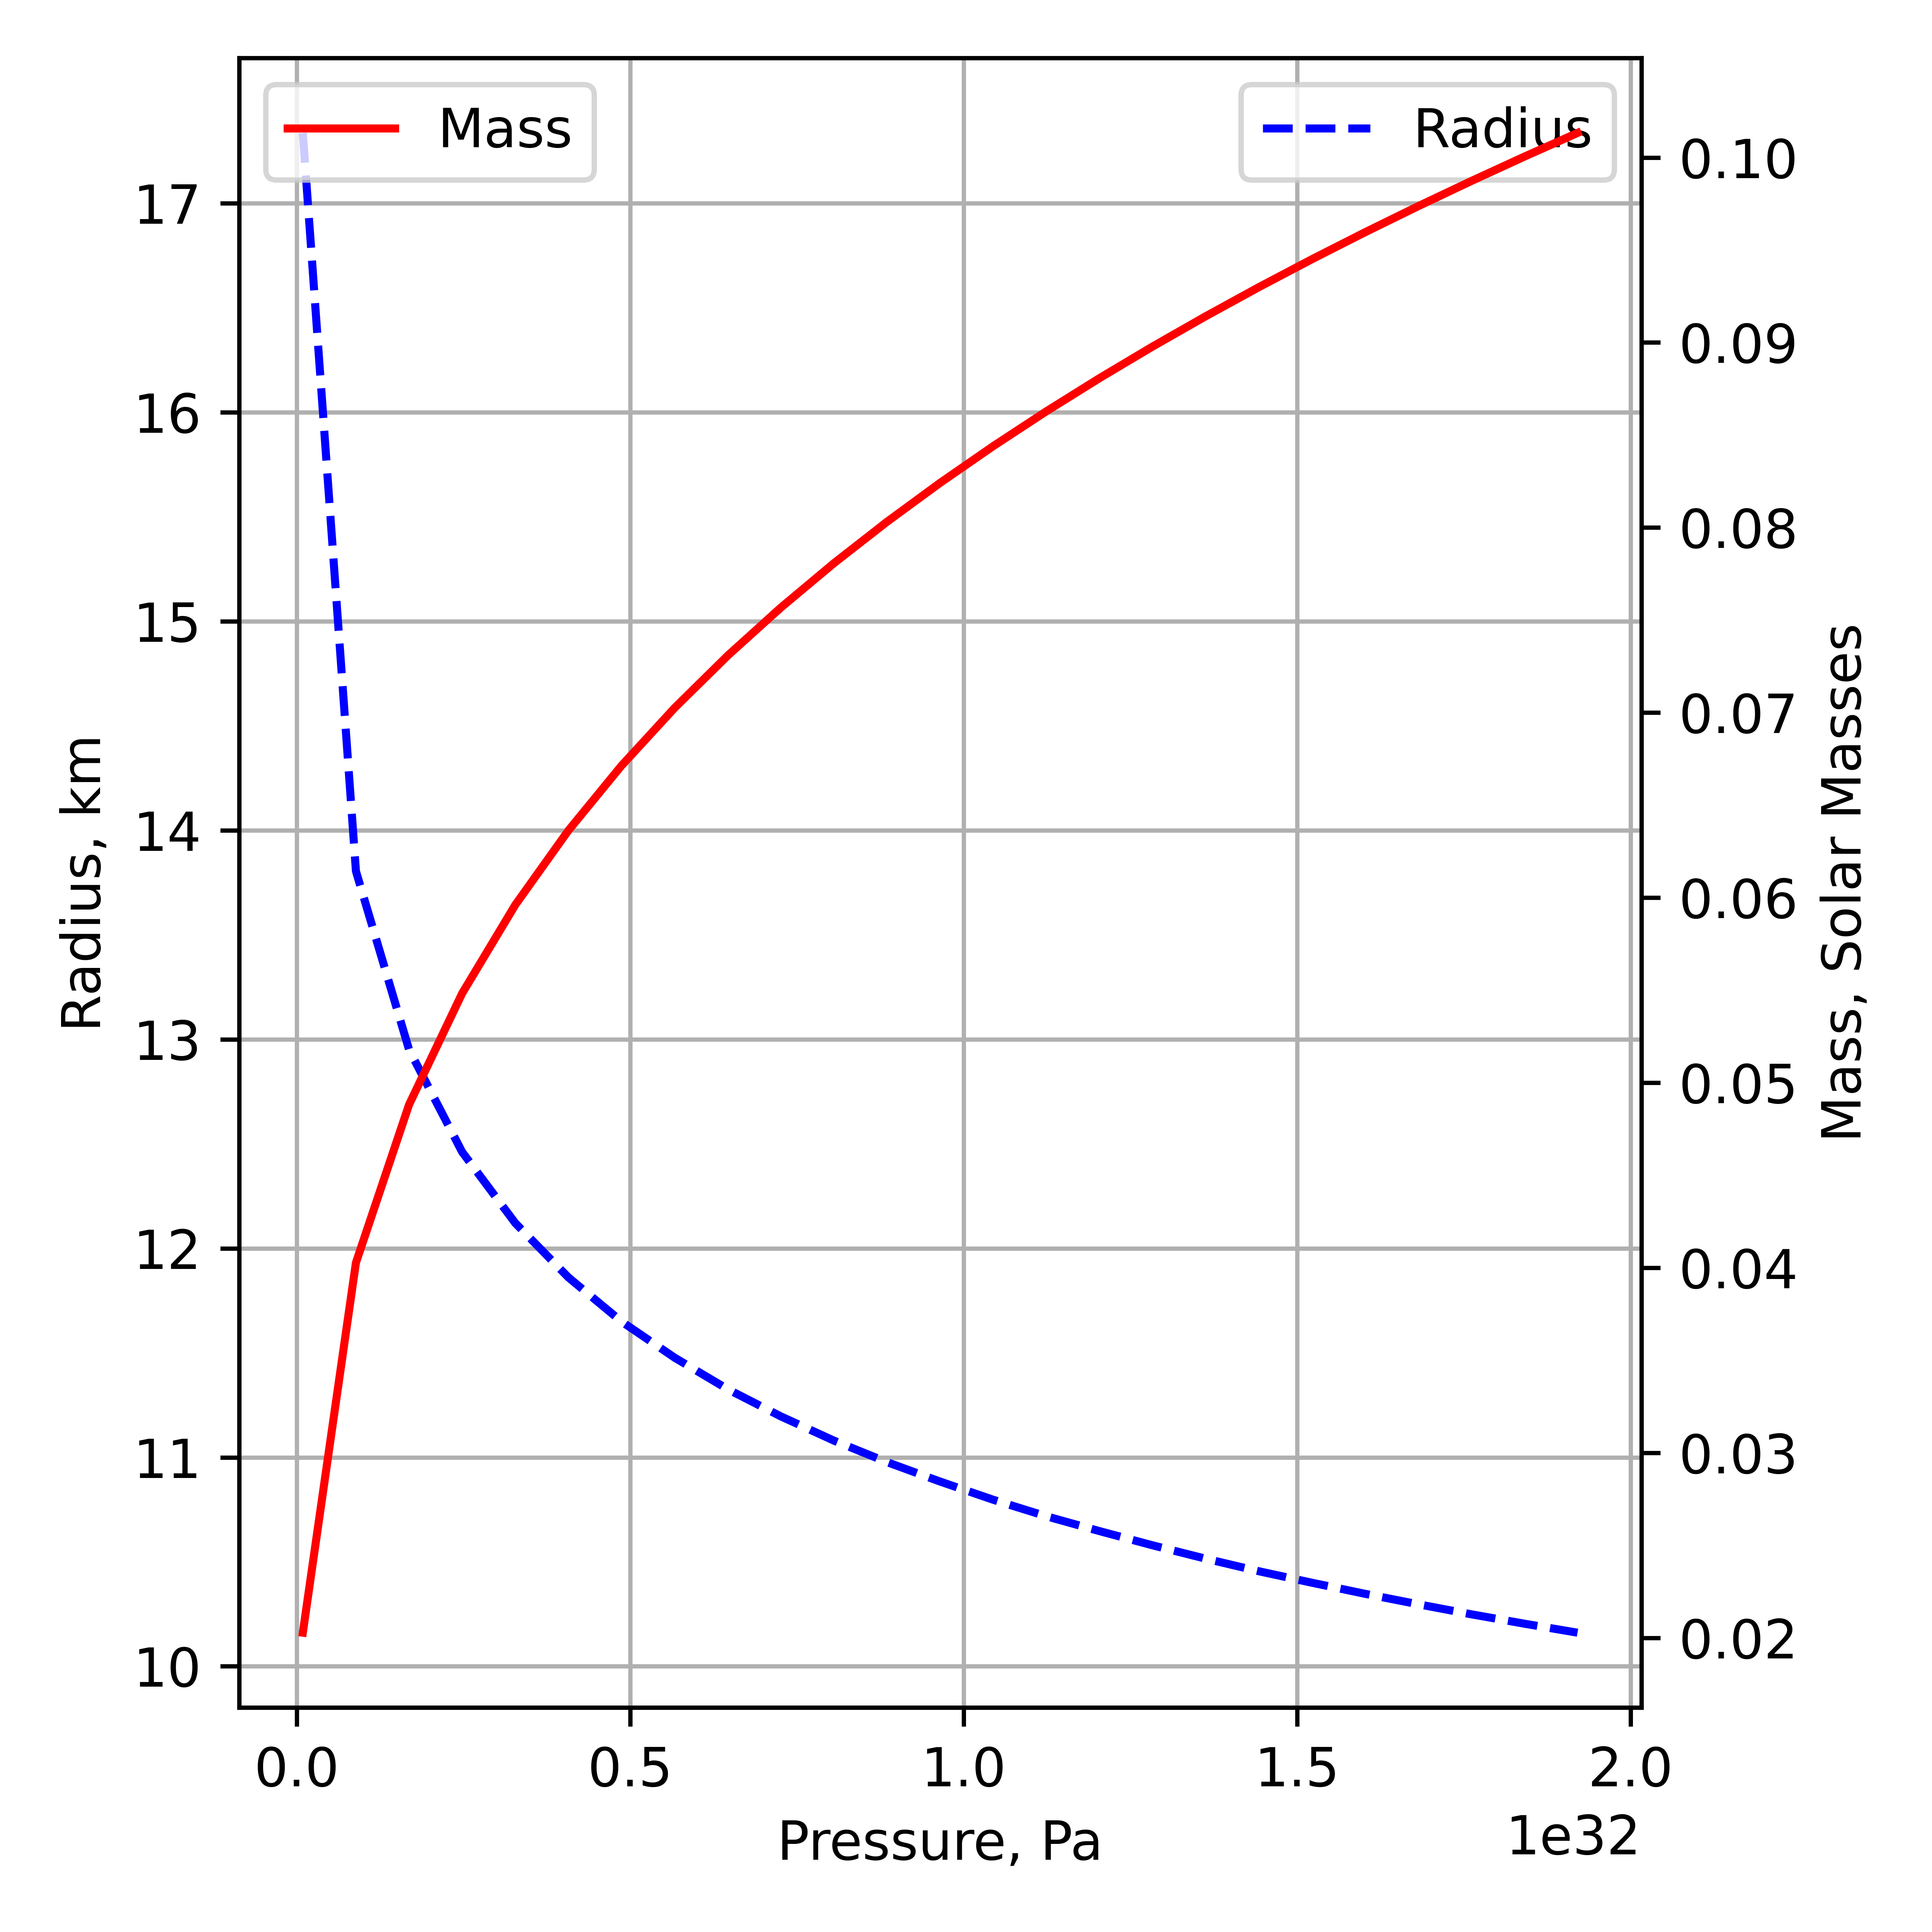 Mass
Radius
17
16
15
14
13
12
11
10
Radius, km
0.10
0.09
0.08
0.07
0.06
0.05
0.04
0.03
0.02
Mass, Solar Masses
0.0 0.5 1.0 1.5 2.0
1e32
Pressure, Pa